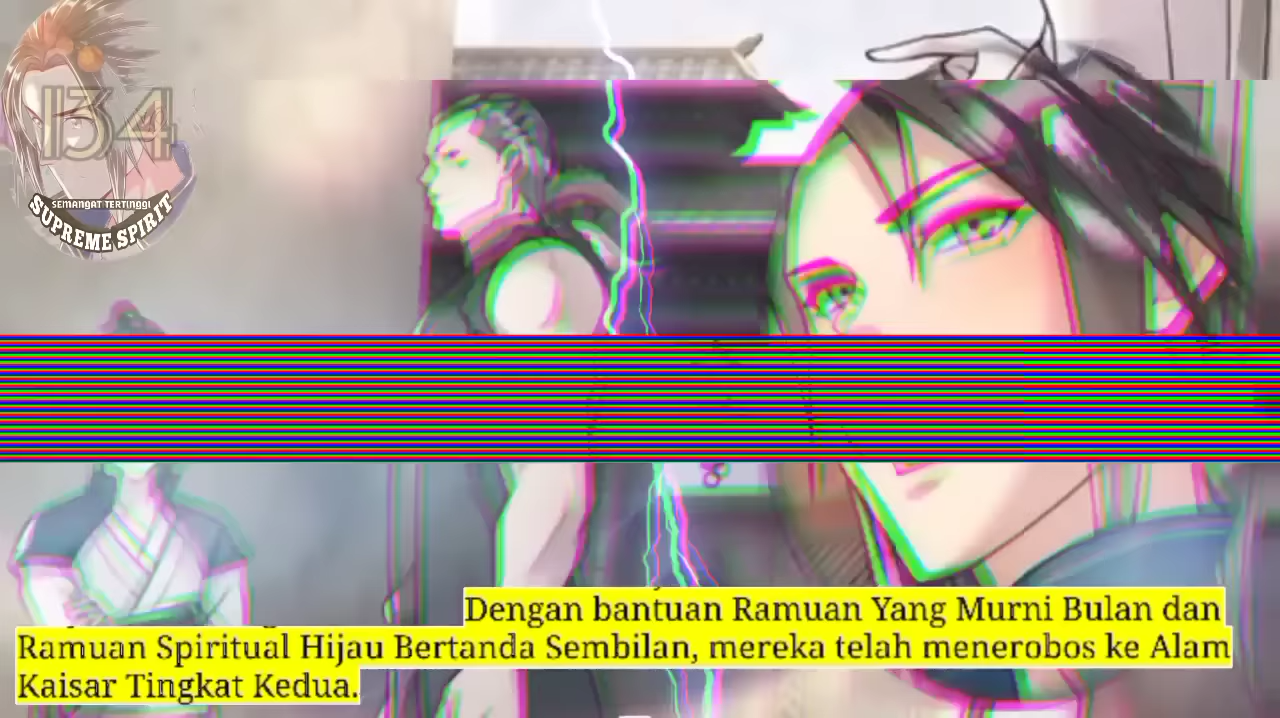 134
SEMANGAT TERTINGGI
SUPREME SPIRIT
Dengan bantuan Ramuan Yang Murni Bulan dan
Ramuan Spiritual Hijau Bertanda Sembilan, mereka telah menerobos ke Alam
Kaisar Tingkat Kedua.